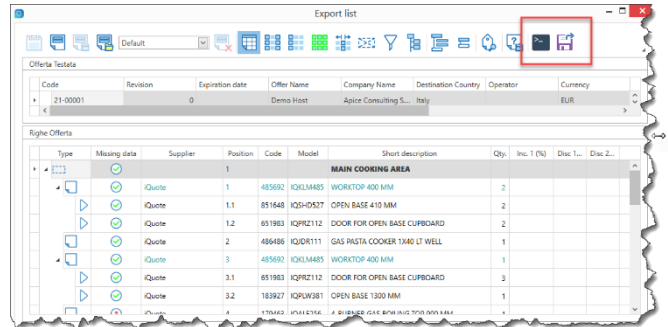 Export list
Default
Offerta Testata
Code Revision Expiration date Offer Name Company Name Destination Country Operator Currency
21-00001 0 Demo Host Apice Consulting S... Italy EUR
Righe Offerta
Type Missing data Supplier Position Code Model Short description Qty. Inc. 1 (%) Disc 1... Disc 2...
1 MAIN COOKING AREA
iQuote 1 485692 IQKLM485 WORKTOP 400 MM 2
iQuote 1.1 851648 IQSHD527 OPEN BASE 410 MM 2
iQuote 1.2 651983 IQPRZ112 DOOR FOR OPEN BASE CUPBOARD 2
iQuote 2 486486 IQJDR111 GAS PASTA COOKER 1X40 LT WELL 1
iQuote 3 485692 IQKLM485 WORKTOP 400 MM 1
iQuote 3.1 651983 IQPRZ112 DOOR FOR OPEN BASE CUPBOARD 3
iQuote 3.2 183927 IQPLW381 OPEN BASE 1300 MM 1